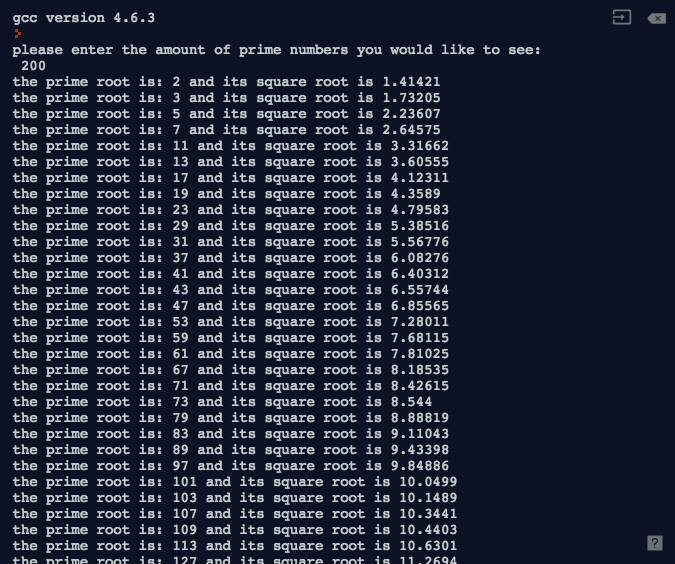 gcc version 4.6.3
please enter the amount of prime numbers you would like to see:
200
the prime root is: 2 and its square root is 1.41421
the prime root is: 3 and its square root is 1.73205
the prime root is: 5 and its square root is 2.23607
the prime root is: 7 and its square root is 2.64575
the prime root is: 11 and its square root is 3.31662
the prime root is: 13 and its square root is 3.60555
the prime root is: 17 and its square root is 4.12311
the prime root is: 19 and its square root is 4.3589
the prime root is: 23 and its square root is 4.79583
the prime root is: 29 and its square root is 5.38516
the prime root is: 31 and its square root is 5.56776
the prime root is: 37 and its square root is 6.08276
the prime root is: 41 and its square root is 6.40312
the prime root is: 43 and its square root is 6.55744
the prime root is: 47 and its square root is 6.85565
the prime root is: 53 and its square root is 7.28011
the prime root is: 59 and its square root is 7.68115
the prime root is: 61 and its square root is 7.81025
the prime root is: 67 and its square root is 8.18535
the prime root is: 71 and its square root is 8.42615
the prime root is: 73 and its square root is 8.544
the prime root is: 79 and its square root is 8.88819
the prime root is: 83 and its square root is 9.11043
the prime root is: 89 and its square root is 9.43398
the prime root is: 97 and its square root is 9.84886
the prime root is: 101 and its square root is 10.0499
the prime root is: 103 and its square root is 10.1489
the prime root is: 107 and its square root is 10.3441
the prime root is: 109 and its square root is 10.4403
the prime root is: 113 and its square root is 10.6301
the prime root is: 127 and its square root is 11.2694
?